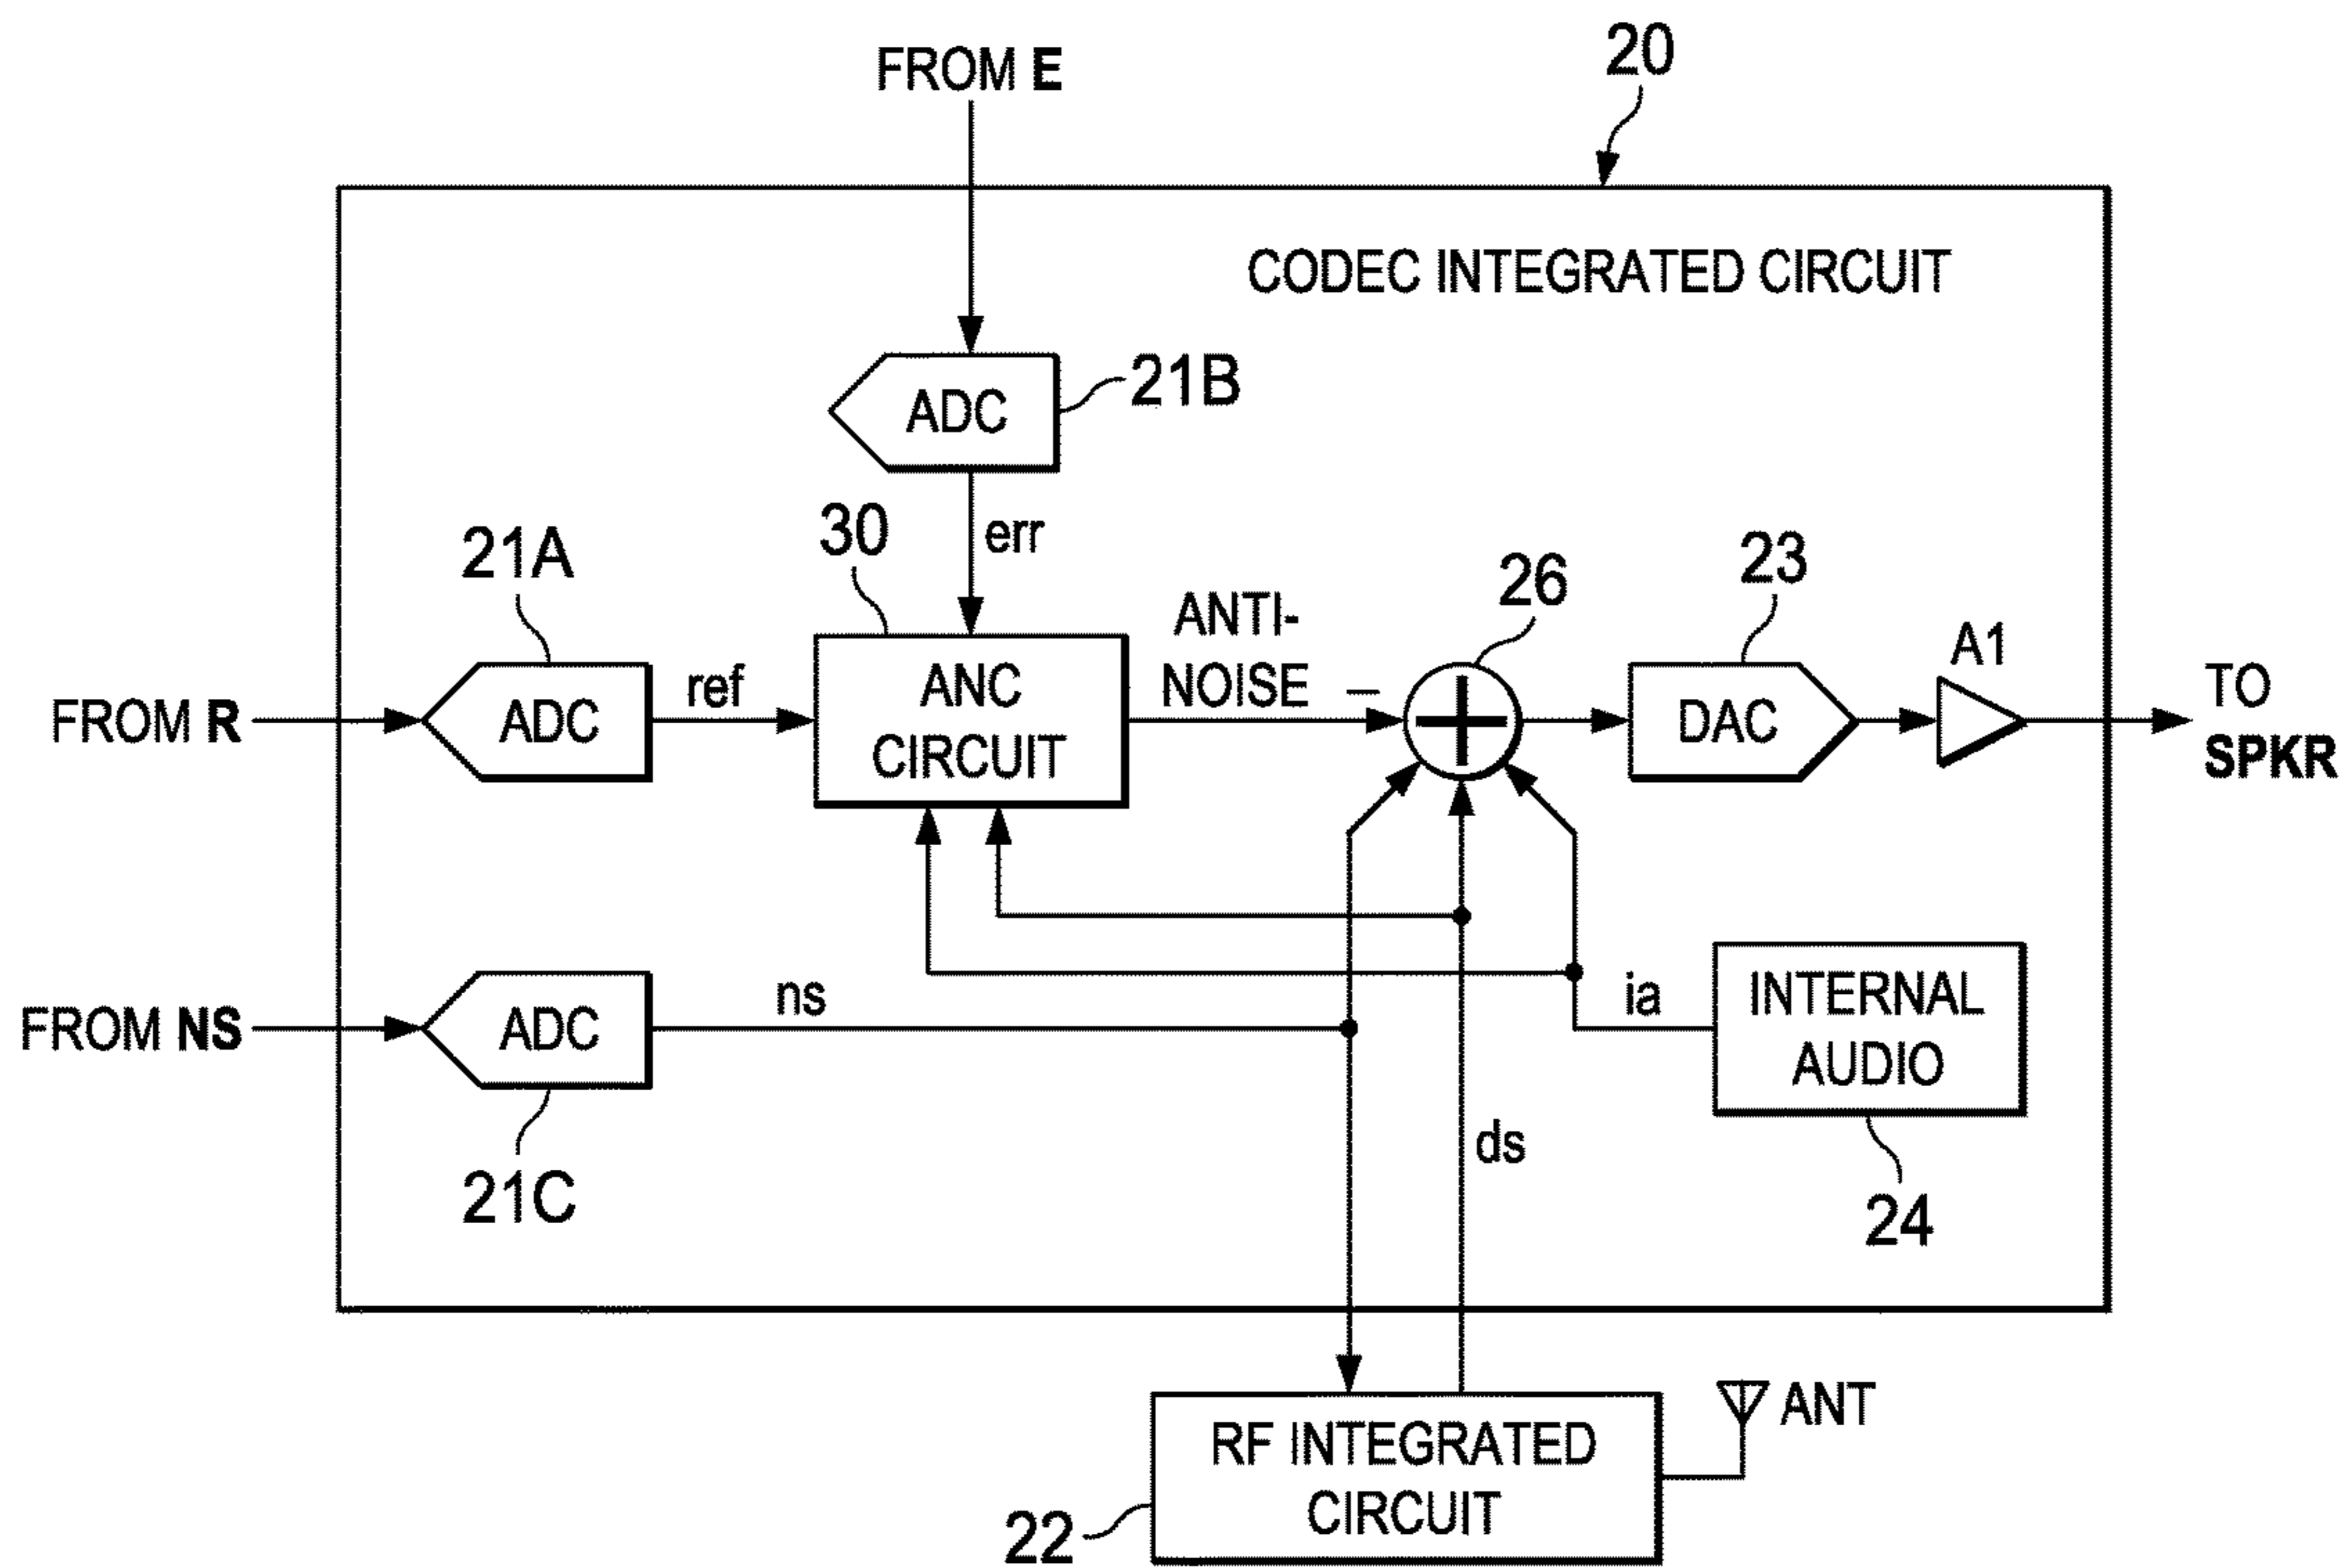 FROM E
20
CODEC INTEGRATED CIRCUIT
ADC
21B
err
21A
30
ANTI-
NOISE
–
26
23
A1
FROM R
ADC
ref
ANC
CIRCUIT
DAC
TO
SPKR
FROM NS
ADC
ns
ia
INTERNAL
AUDIO
21C
ds
24
RF INTEGRATED
CIRCUIT
ANT
22